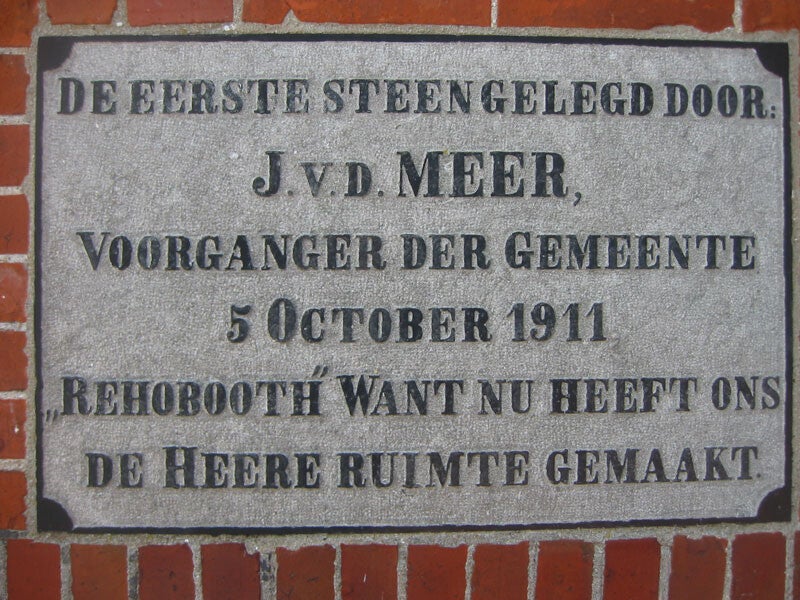 DE EERSTE STEEN GELEGD DOOR:
J.V.D. MEER,
VOORGANGER DER GEMEENTE
5 OCTOBER 1911
„REHOBOOTH” WANT NU HEEFT ONS
DE HEERE RUIMTE GEMAAKT.